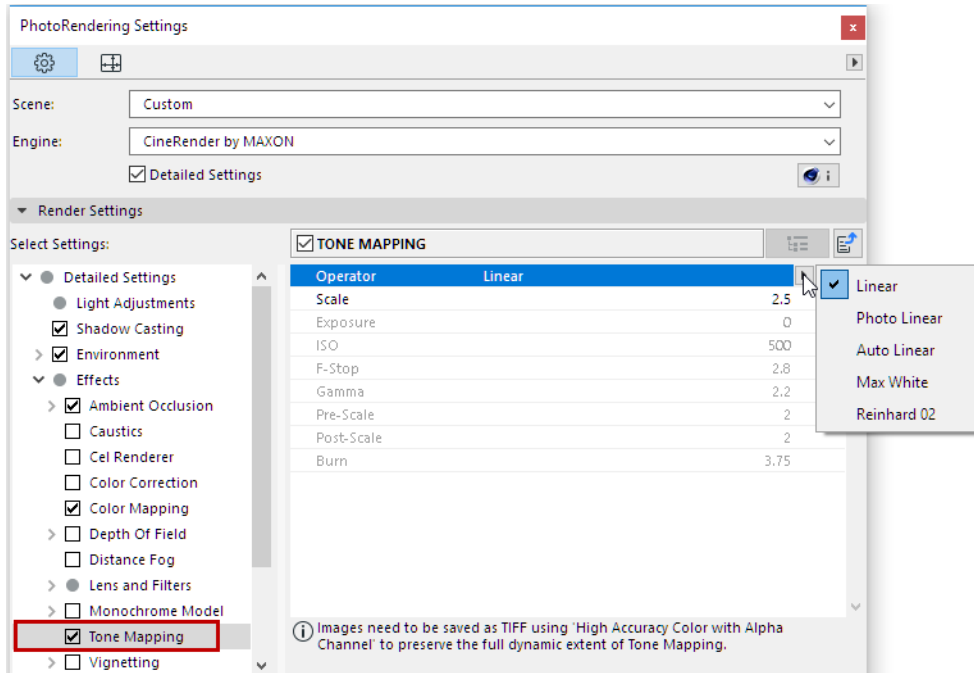 PhotoRendering Settings
x
Scene:
Custom
Engine:
CineRender by MAXON
Detailed Settings
i
Render Settings
Select Settings:
Detailed Settings
Light Adjustments
Shadow Casting
Environment
Effects
Ambient Occlusion
Caustics
Cel Renderer
Color Correction
Color Mapping
Depth Of Field
Distance Fog
Lens and Filters
Monochrome Model
Tone Mapping
Vignetting
TONE MAPPING
Operator Linear
Scale 2.5
Exposure 0
ISO 500
F-Stop 2.8
Gamma 2.2
Pre-Scale 2
Post-Scale 2
Burn 3.75
Images need to be saved as TIFF using 'High Accuracy Color with Alpha
Channel' to preserve the full dynamic extent of Tone Mapping.
Linear
Photo Linear
Auto Linear
Max White
Reinhard 02